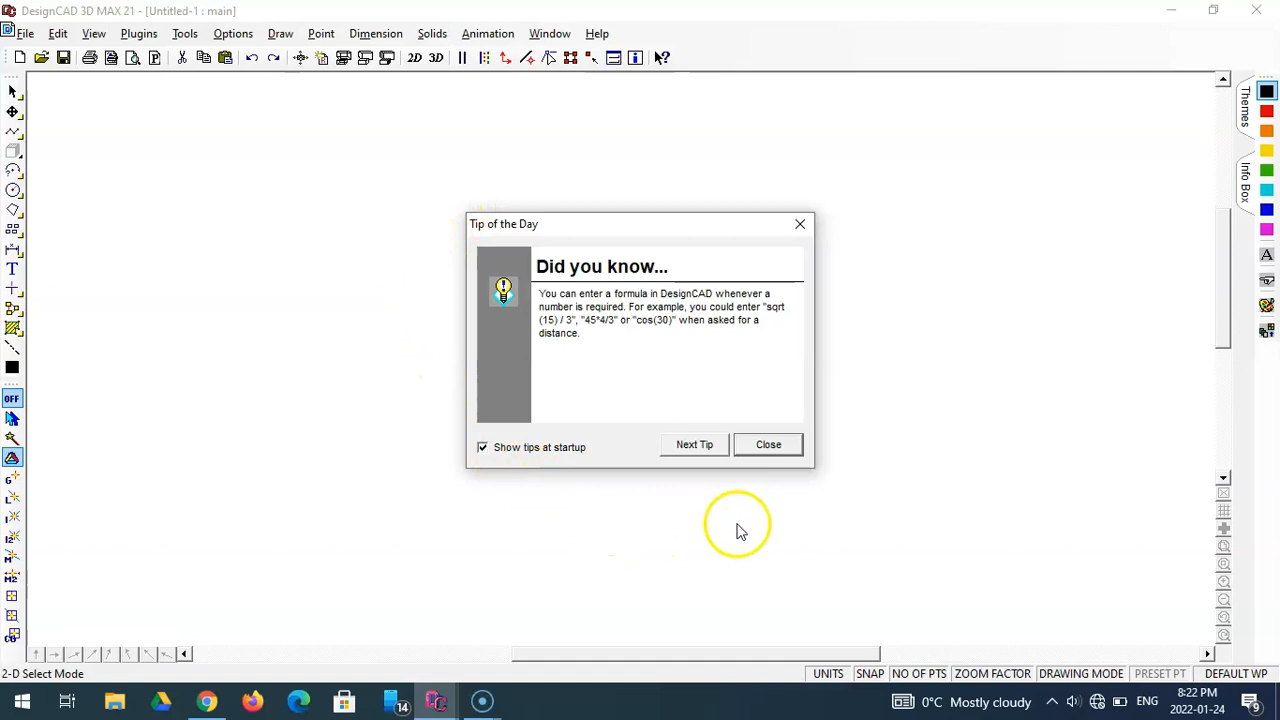 DesignCAD 3D MAX 21 - [Untitled-1 : main]
File Edit View Plugins Tools Options Draw Point Dimension Solids Animation Window Help
2D 3D
Themes
Info Box
Tip of the Day
Did you know...
You can enter a formula in DesignCAD whenever a
number is required. For example, you could enter "sqrt
(15) / 3", "45*4/3" or "cos(30)" when asked for a
distance.
Show tips at startup Next Tip Close
OFF
2-D Select Mode UNITS SNAP NO OF PTS ZOOM FACTOR DRAWING MODE PRESET PT DEFAULT WP
14 0°C Mostly cloudy ENG 8:22 PM
2022-01-24 9